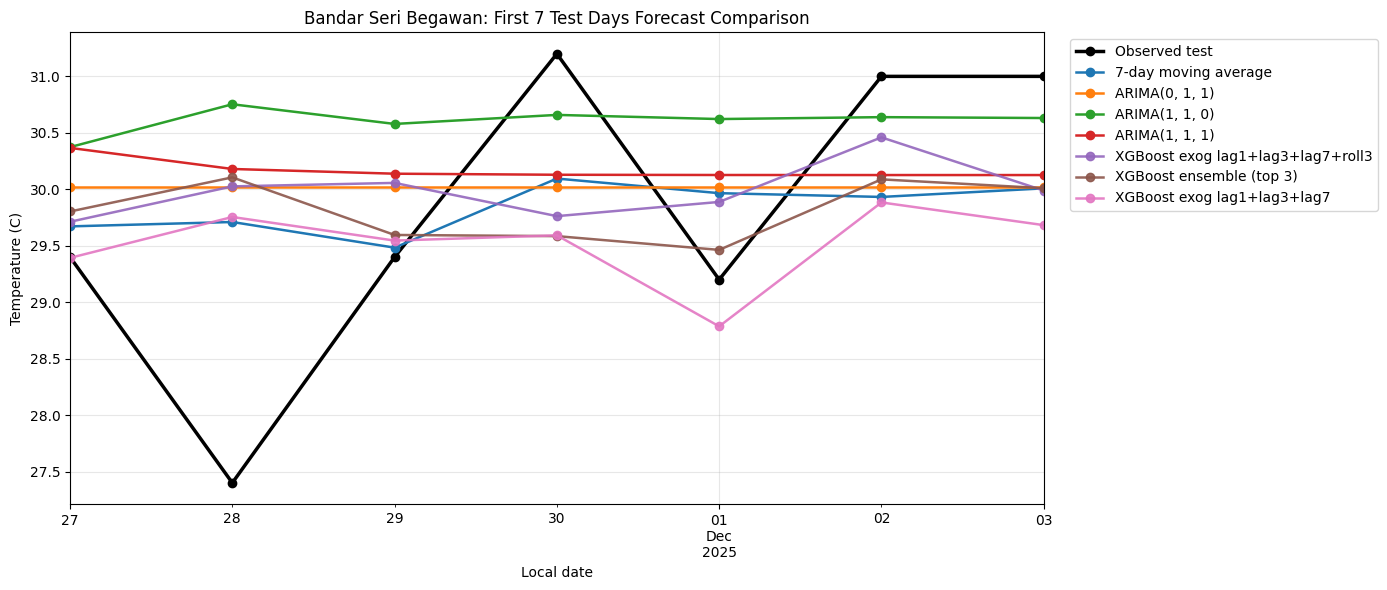 Bandar Seri Begawan: First 7 Test Days Forecast Comparison
Temperature (C)
31.0
30.5
30.0
29.5
29.0
28.5
28.0
27.5
27
28
29
30
01
Dec
2025
02
03
Local date
Observed test
7-day moving average
ARIMA(0, 1, 1)
ARIMA(1, 1, 0)
ARIMA(1, 1, 1)
XGBoost exog lag1+lag3+lag7+roll3
XGBoost ensemble (top 3)
XGBoost exog lag1+lag3+lag7